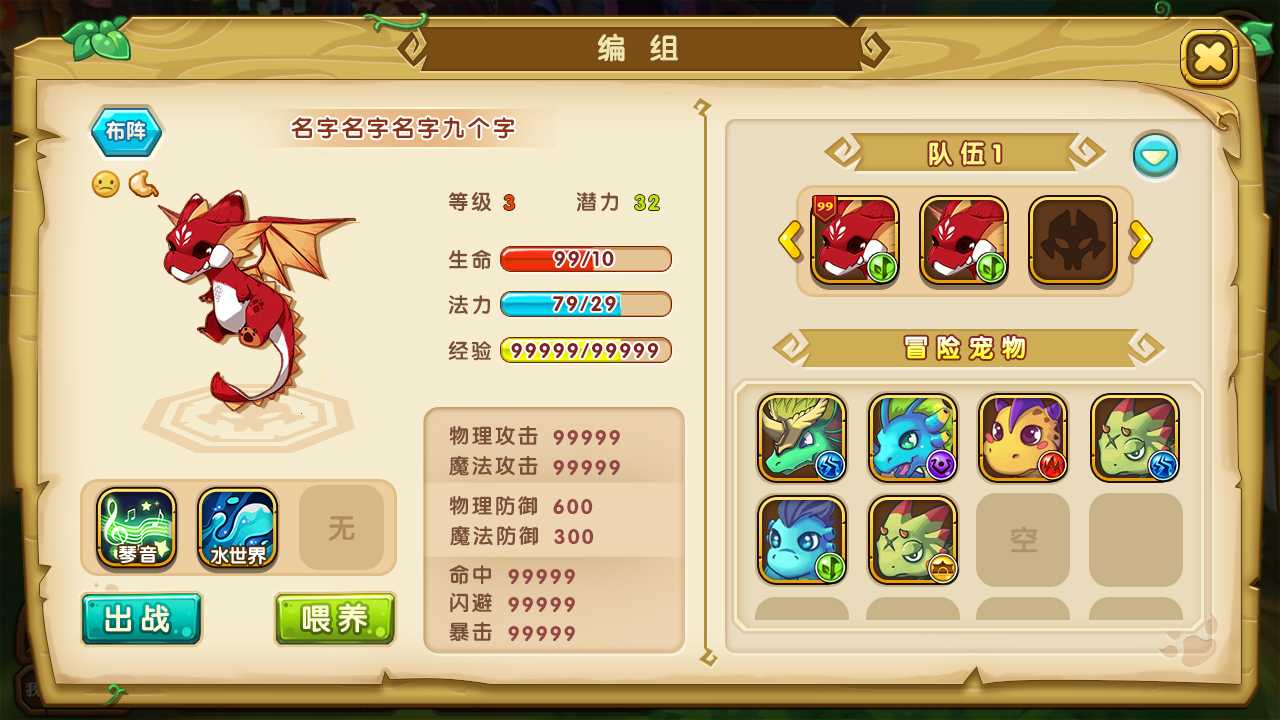 编组
布阵
名字名字名字九个字
等级 3 潜力 32
生命 99/10
法力 79/29
经验 99999/99999
物理攻击 99999
魔法攻击 99999
物理防御 600
魔法防御 300
命中 99999
闪避 99999
暴击 99999
琴音
水世界
无
出战
喂养
队伍1
99
冒险宠物
空
我